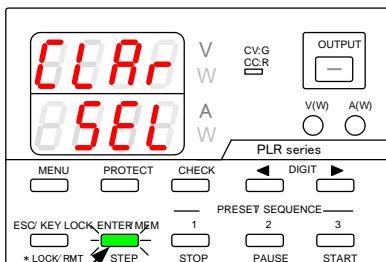 CLAr V
W
CV:G
CC:R
OUTPUT
SEL A
W
V(W) A(W)
PLR series
MENU PROTECT CHECK DIGIT
PRESET/ SEQUENCE
ESC/ KEY LOCK ENTER/MEM 1 2 3
* LOCK/ RMT STEP STOP PAUSE START